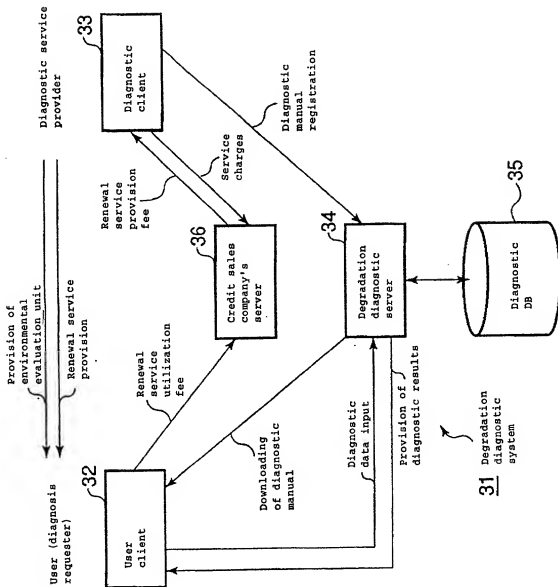 Diagnostic service
provider
Provision of
environmental
evaluation unit
Renewal service
provision
User (diagnosis
requester)
33
Diagnostic
client
Renewal
service
provision
fee
Service
charges
Diagnostic
manual
registration
36
Credit sales
company's
server
Renewal
service
utilization
fee
32
User
client
34
Degradation
diagnostic
server
Downloading
of diagnostic
manual
Diagnostic
data input
Provision of
diagnostic results
35
Diagnostic
DB
31 Degradation
diagnostic
system